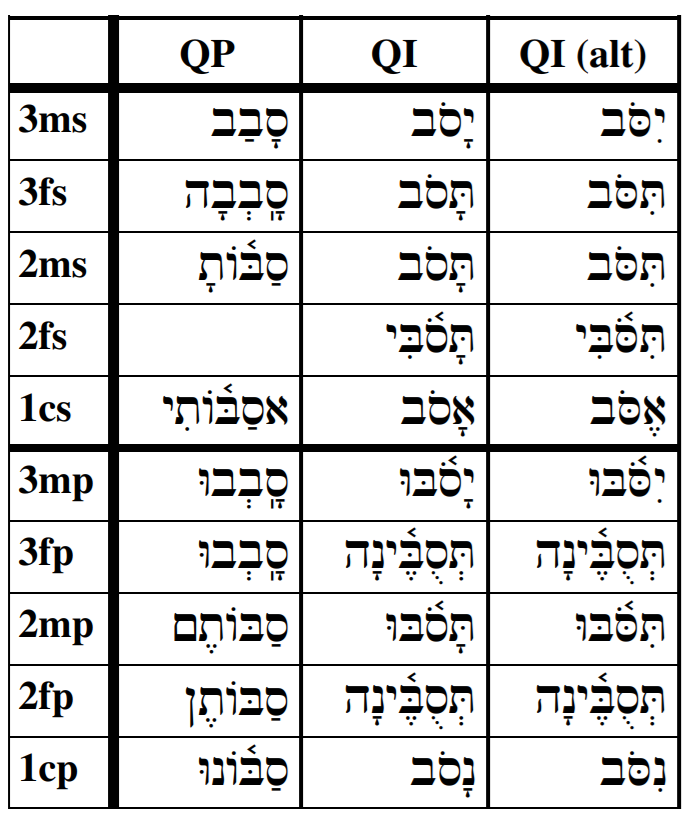 QP QI QI (alt)
3ms סָבַב יָסֹב יִסֹּב
3fs סָֽבְבָה תָּסֹב תִּסֹּב
2ms סַבּ֫וֹתָ תָּסֹב תִּסֹּב
2fs תָּסֹ֫בִּי תִּסֹּ֫בִּי
1cs אסַבּ֫וֹתִי אָסֹב אֶסֹּב
3mp סָֽבְבוּ יָסֹ֫בּוּ יִסֹּ֫בּוּ
3fp סָֽבְבוּ תְּסֻבֶּ֫ינָה תְּסֻבֶּ֫ינָה
2mp סַבּוֹתֶם תָּסֹ֫בּוּ תִּסֹּ֫בּוּ
2fp סַבּוֹתֶן תְּסֻבֶּ֫ינָה תְּסֻבֶּ֫ינָה
1cp סַבּ֫וֹנוּ נָסֹב נִסֹּב